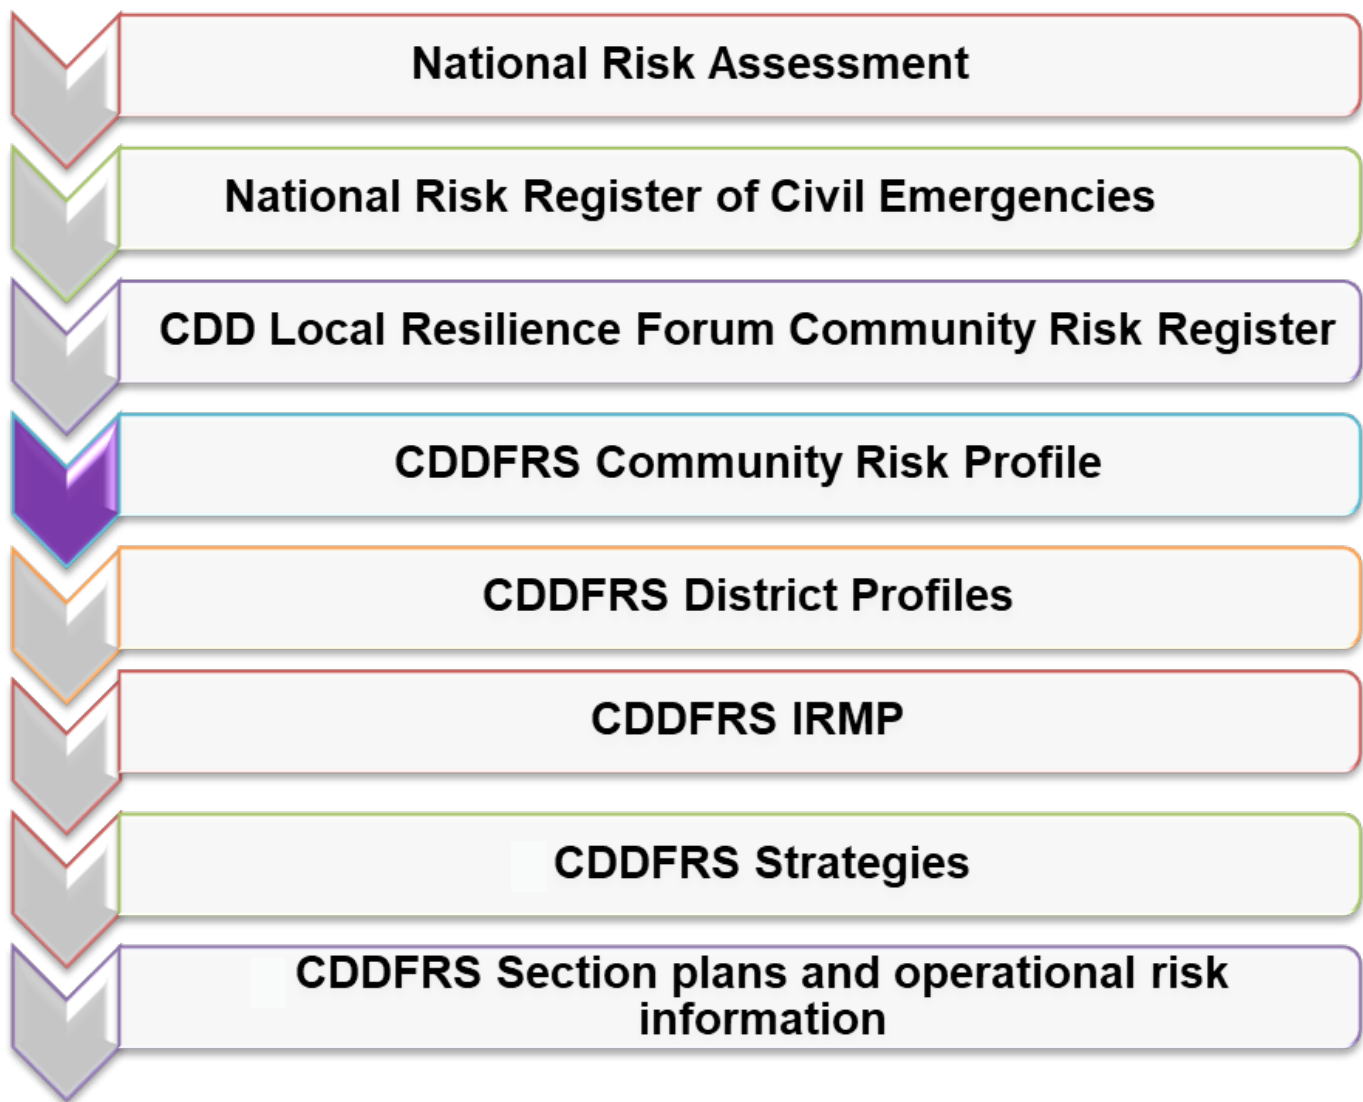 National Risk Assessment
National Risk Register of Civil Emergencies
CDD Local Resilience Forum Community Risk Register
CDDFRS Community Risk Profile
CDDFRS District Profiles
CDDFRS IRMP
CDDFRS Strategies
CDDFRS Section plans and operational risk
information